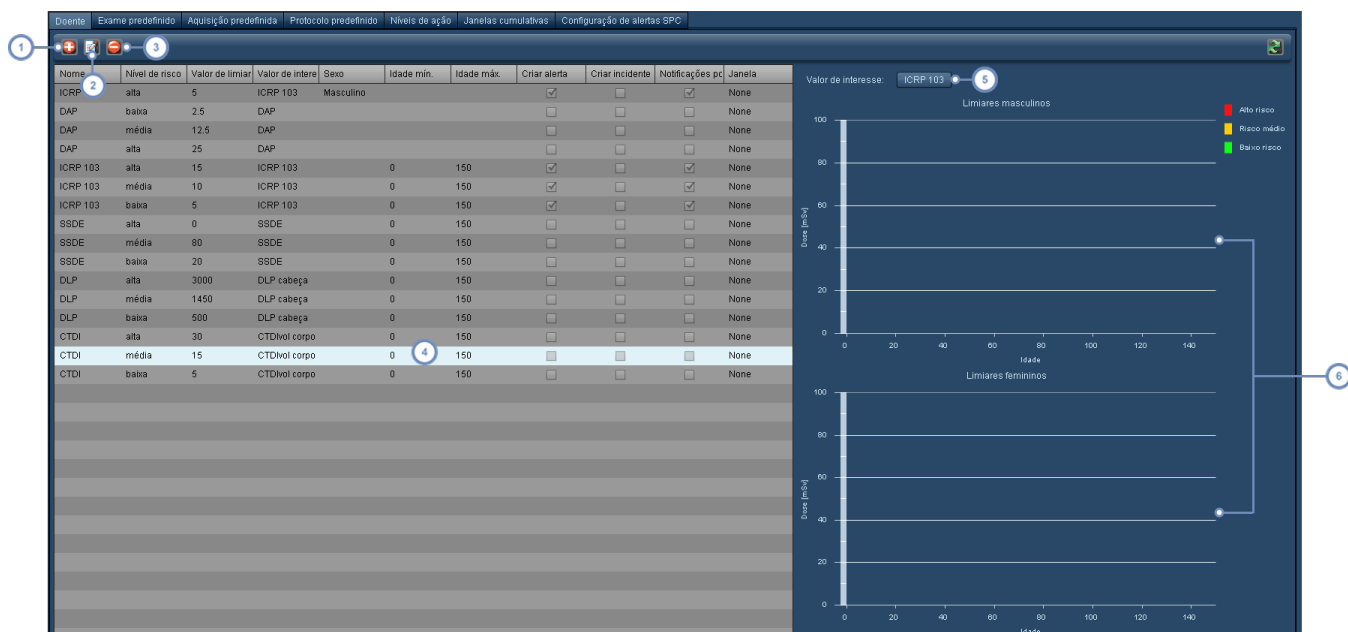 Doente Exame predefinido Aquisição predefinida Protocolo predefinido Níveis de ação Janelas cumulativas Configuração de alertas SPC
1 2 3
Nome Nível de risco Valor de limiar Valor de intere Sexo Idade mín. Idade máx. Criar alerta Criar incidente Notificações po Janela
ICRP alta 5 ICRP 103 Masculino None
DAP baixa 2.5 DAP None
DAP média 12.5 DAP None
DAP alta 25 DAP None
ICRP 103 alta 15 ICRP 103 0 150 None
ICRP 103 média 10 ICRP 103 0 150 None
ICRP 103 baixa 5 ICRP 103 0 150 None
SSDE alta 0 SSDE 0 150 None
SSDE média 80 SSDE 0 150 None
SSDE baixa 20 SSDE 0 150 None
DLP alta 3000 DLP cabeça 0 150 None
DLP média 1450 DLP cabeça 0 150 None
DLP baixa 500 DLP cabeça 0 150 None
CTDI alta 30 CTDIvol corpo 0 150 None
CTDI média 15 CTDIvol corpo 0 4 150 None
CTDI baixa 5 CTDIvol corpo 0 150 None
Valor de interesse: ICRP 103 5
Limiares masculinos
Alto risco
Risco médio
Baixo risco
100
80
60
40
20
0
Dose [mSv]
0 20 40 60 80 100 120 140
Idade
6
Limiares femininos
100
80
60
40
20
0
Dose [mSv]
0 20 40 60 80 100 120 140
Idade